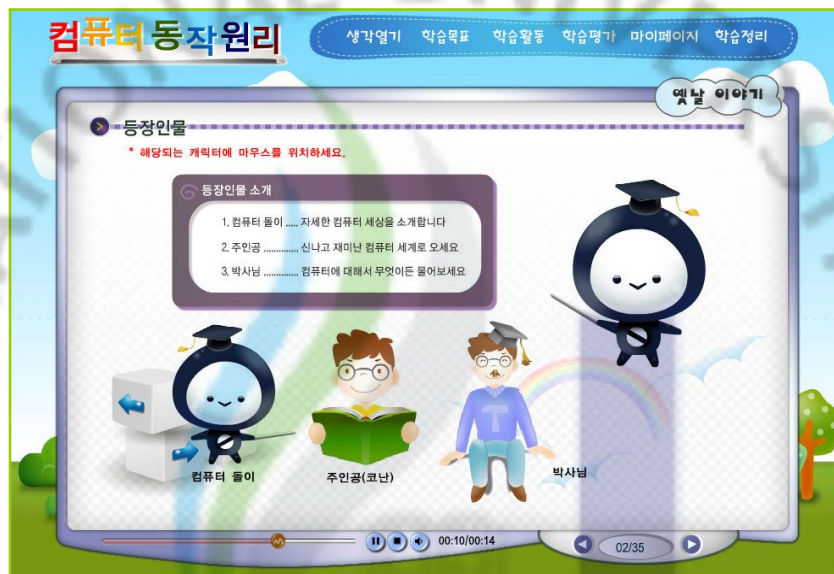 컴퓨터 동작원리
생각열기 학습목표 학습활동 학습평가 마이페이지 학습정리
옛날 이야기
등장인물
* 해당되는 캐릭터에 마우스를 위치하세요.
등장인물 소개
1. 컴퓨터 돌이 ..... 자세한 컴퓨터 세상을 소개합니다
2. 주인공 .............. 신나고 재미난 컴퓨터 세계로 오세요
3. 박사님 .............. 컴퓨터에 대해서 무엇이든 물어보세요
T
컴퓨터 돌이
주인공(코난)
박사님
00:10/00:14
02/35